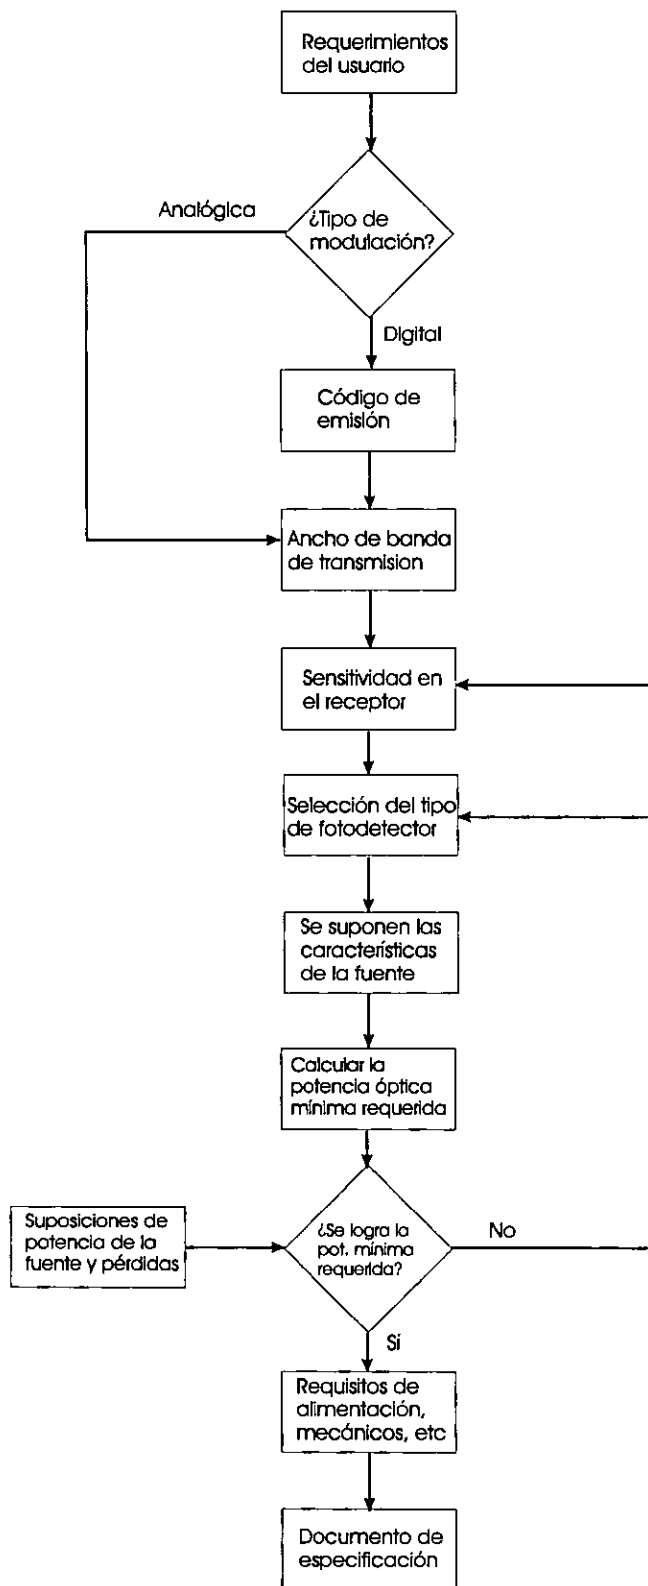 Requerimientos
del usuario
Analógica
¿Tipo de
modulación?
Digital
Código de
emisión
Ancho de banda
de transmision
Sensitividad en
el receptor
Selección del tipo
de fotodetector
Se suponen las
características
de la fuente
Calcular la
potencia óptica
mínima requerida
Suposiciones de
potencia de la
fuente y pérdidas
¿Se logra la
pot. mínima
requerida?
No
Sí
Requisitos de
alimentación,
mecánicos, etc
Documento de
especificación